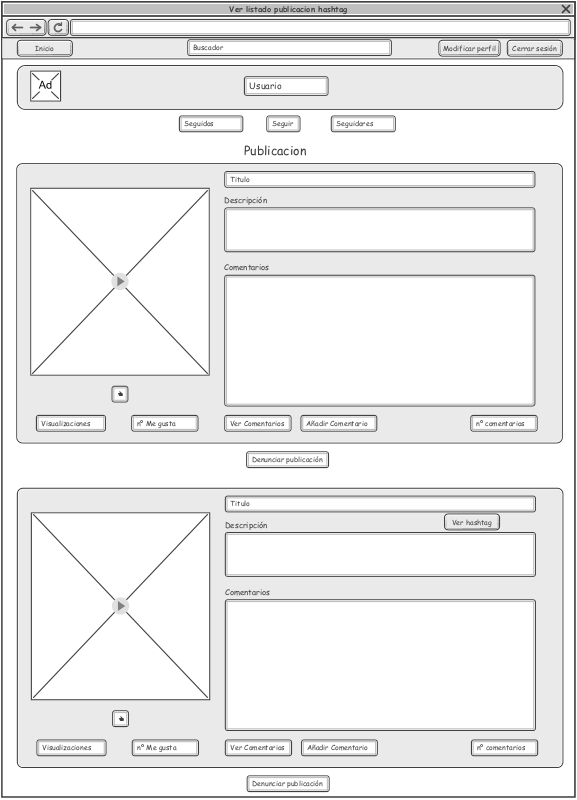 Ver listado publicacion hashtag
Inicio
Buscador
Modificar perfil
Cerrar sesión
Ad
Usuario
Seguidos
Seguir
Seguidores
Publicacion
Titulo
Descripción
Comentarios
Visualizaciones
nº Me gusta
Ver Comentarios
Añadir Comentario
nº comentarios
Denunciar publicación
Titulo
Ver hashtag
Descripción
Comentarios
Visualizaciones
nº Me gusta
Ver Comentarios
Añadir Comentario
nº comentarios
Denunciar publicación